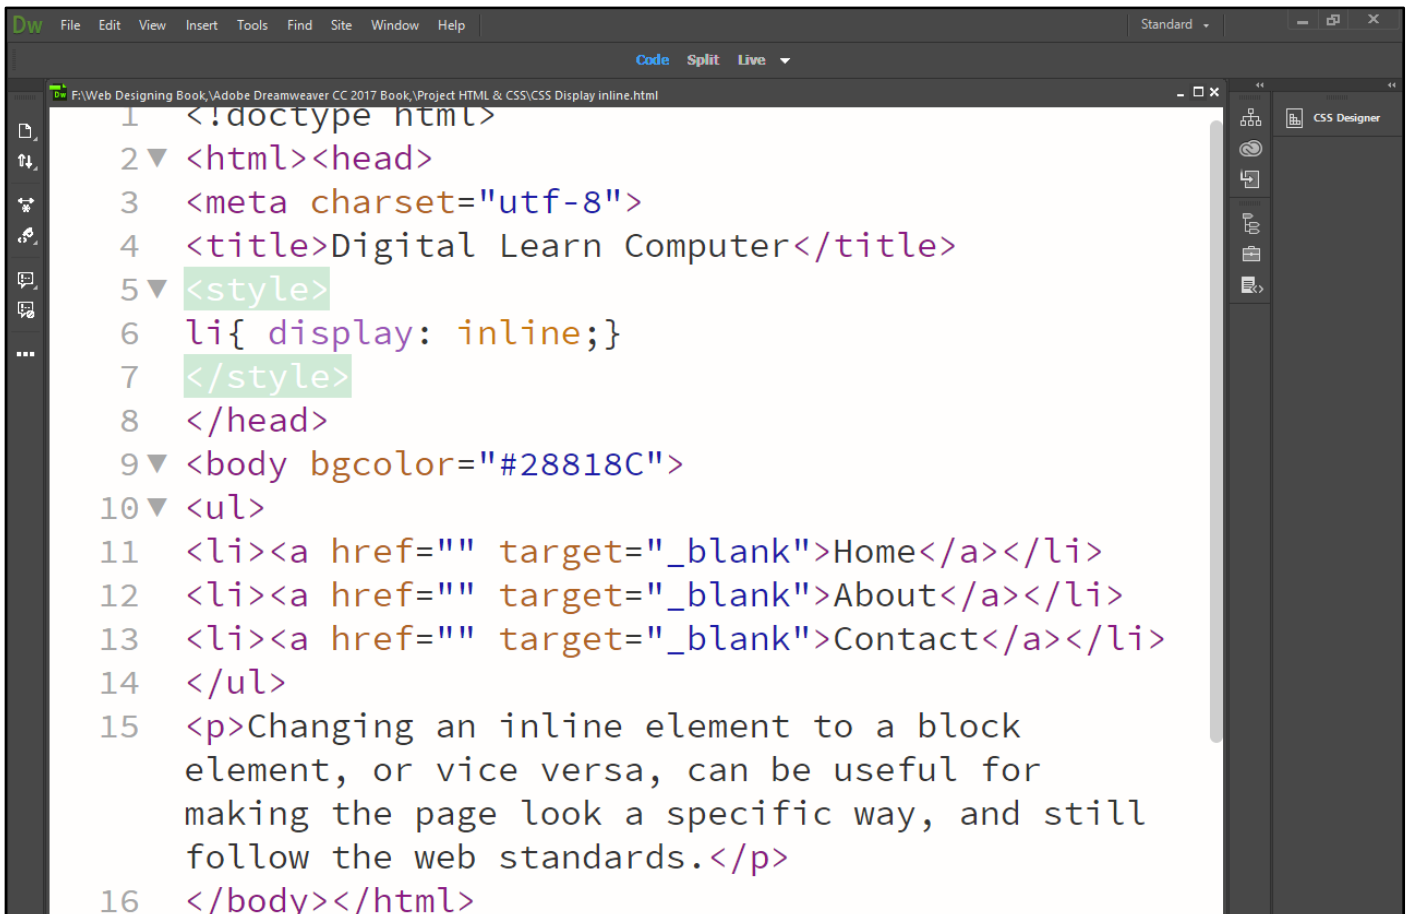 Dw File Edit View Insert Tools Find Site Window Help Standard
Code Split Live
Dw F:\Web Designing Book,\Adobe Dreamweaver CC 2017 Book,\Project HTML & CSS\CSS Display inline.html
CSS Designer
1 <!doctype html>
2 <html><head>
3 <meta charset="utf-8">
4 <title>Digital Learn Computer</title>
5 <style>
6 li{ display: inline;}
7 </style>
8 </head>
9 <body bgcolor="#28818C">
10 <ul>
11 <li><a href="" target="_blank">Home</a></li>
12 <li><a href="" target="_blank">About</a></li>
13 <li><a href="" target="_blank">Contact</a></li>
14 </ul>
15 <p>Changing an inline element to a block
element, or vice versa, can be useful for
making the page look a specific way, and still
follow the web standards.</p>
16 </body></html>